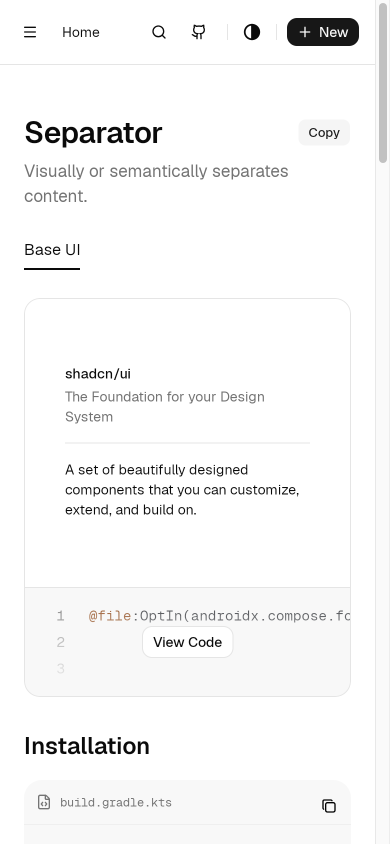 Home
New
Separator
Copy
Visually or semantically separates
content.
Base UI
shadcn/ui
The Foundation for your Design
System
A set of beautifully designed
components that you can customize,
extend, and build on.
1 @file:OptIn(androidx.compose.fo
2
View Code
3
Installation
build.gradle.kts